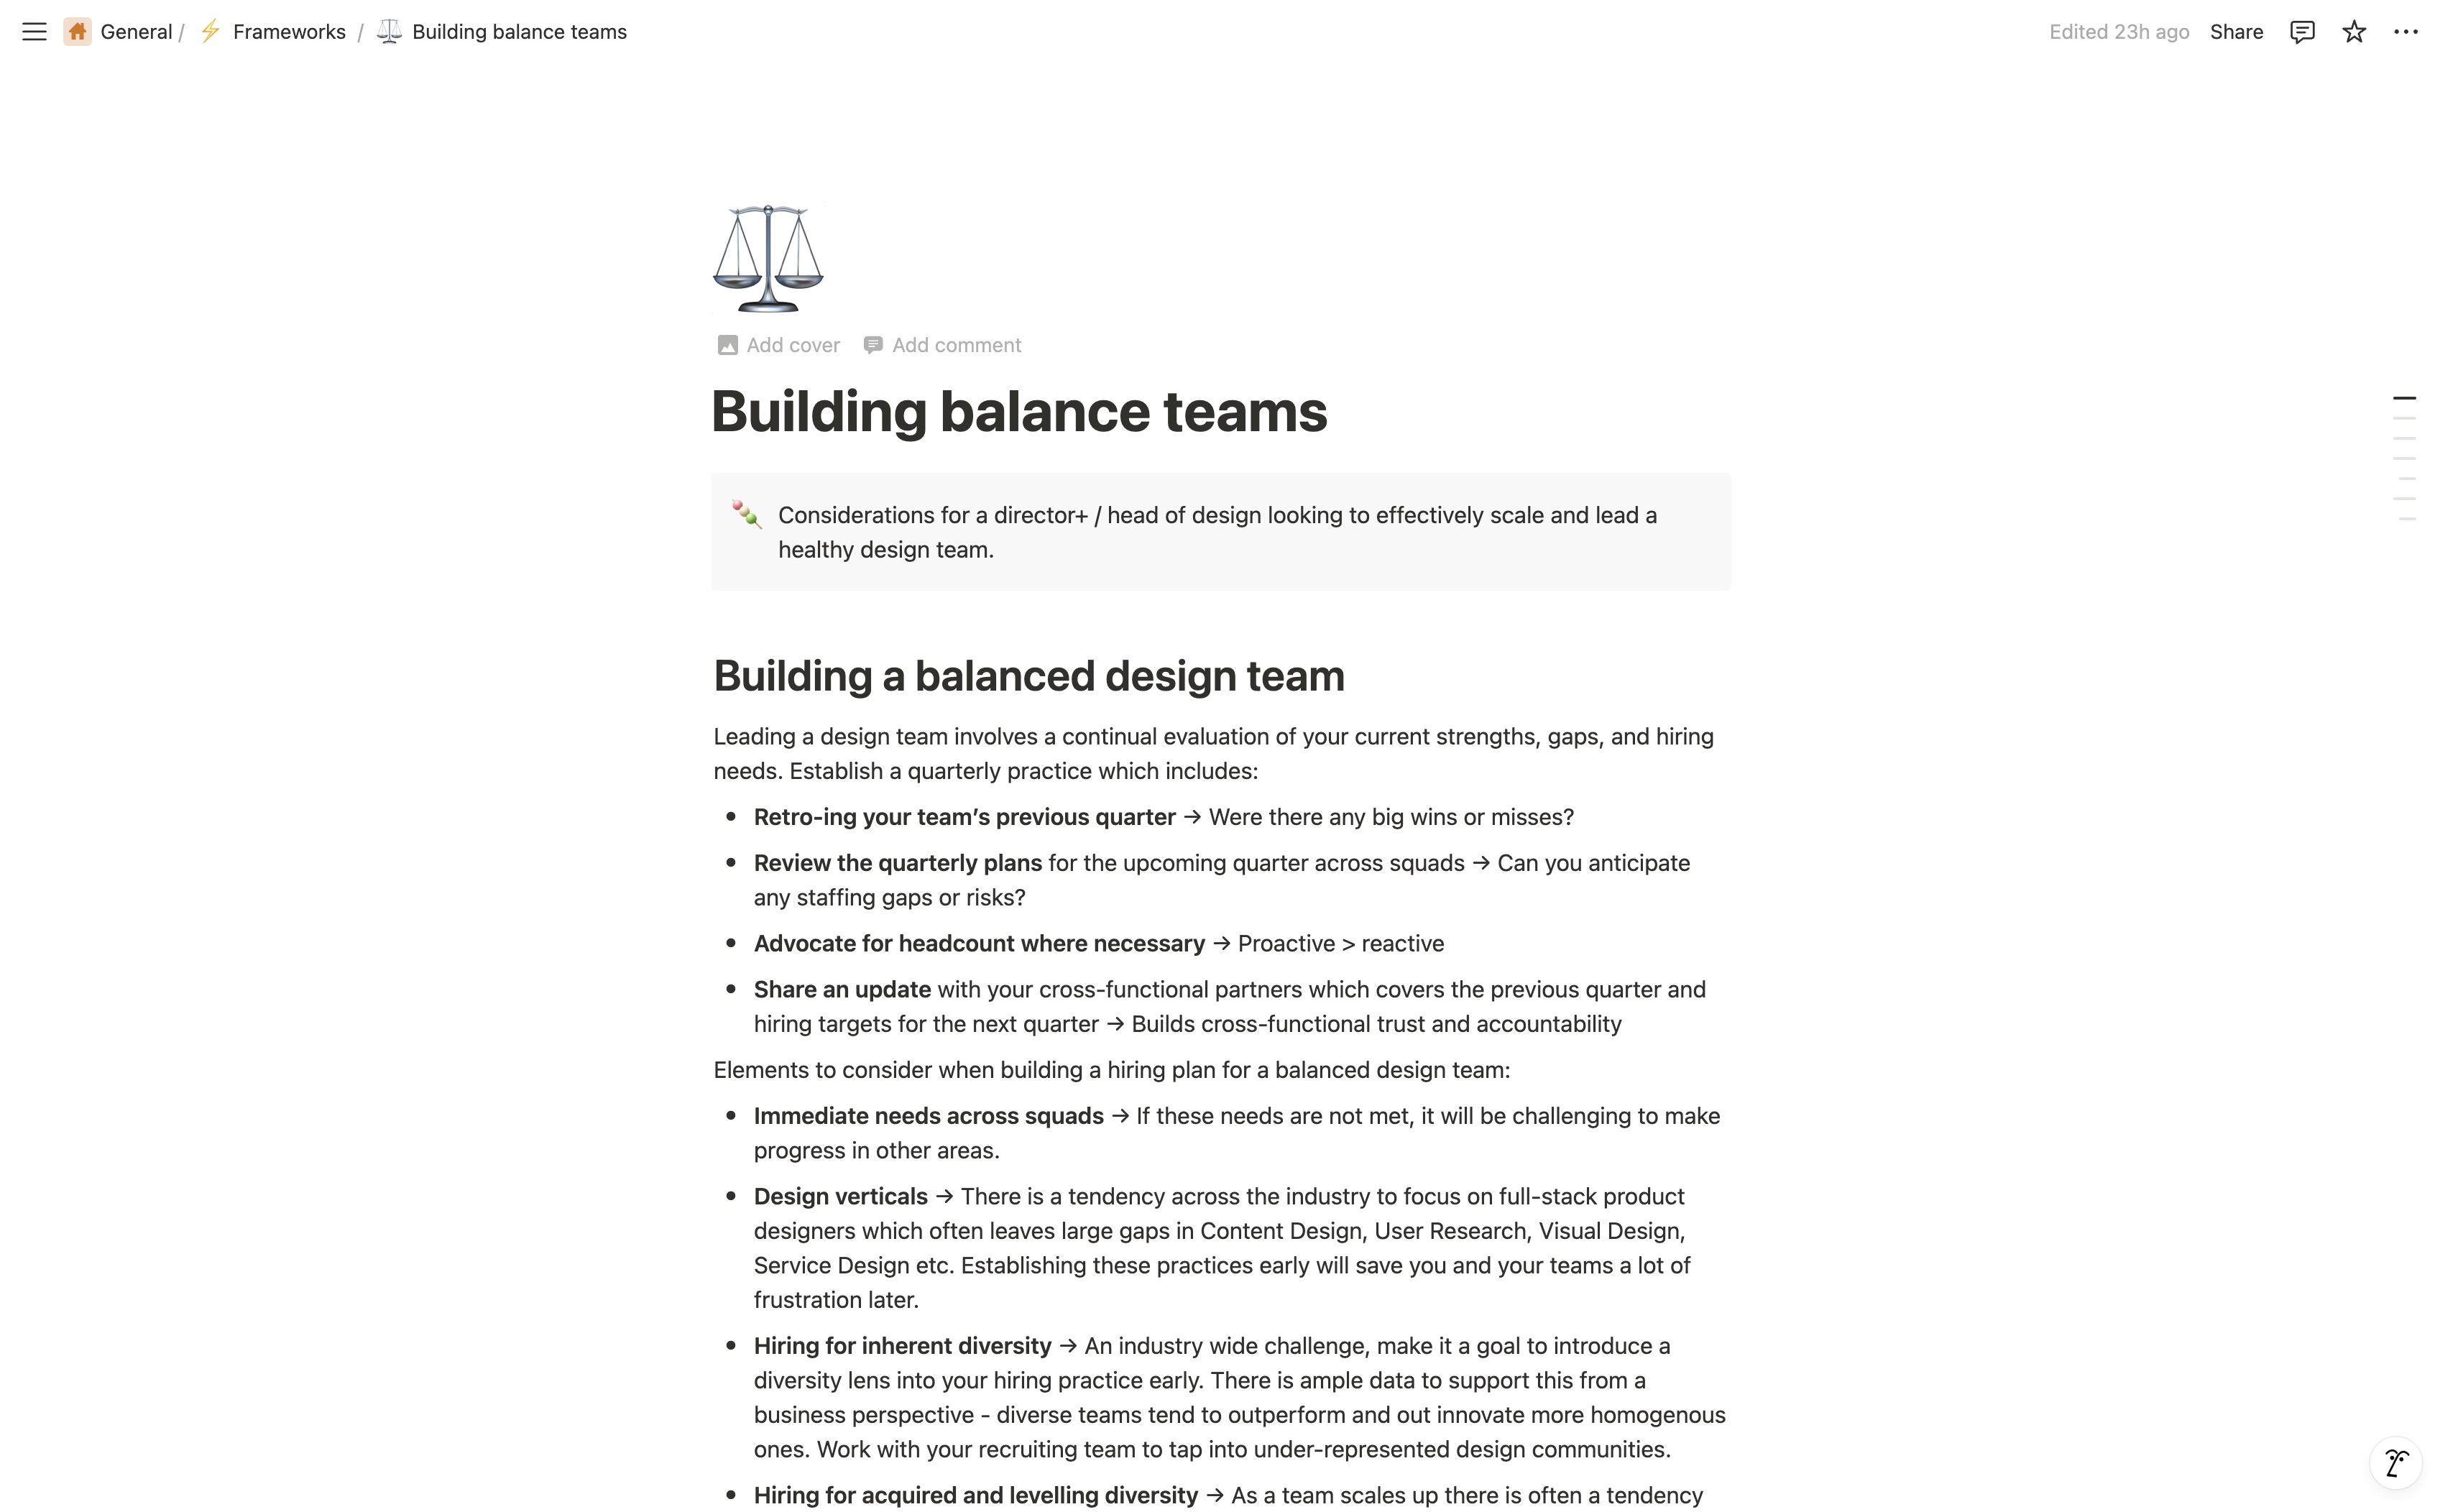 General / Frameworks / Building balance teams
Edited 23h ago Share
Add cover Add comment
Building balance teams
Considerations for a director+ / head of design looking to effectively scale and lead a
healthy design team.
Building a balanced design team
Leading a design team involves a continual evaluation of your current strengths, gaps, and hiring
needs. Establish a quarterly practice which includes:
• Retro-ing your team’s previous quarter → Were there any big wins or misses?
• Review the quarterly plans for the upcoming quarter across squads → Can you anticipate
any staffing gaps or risks?
• Advocate for headcount where necessary → Proactive > reactive
• Share an update with your cross-functional partners which covers the previous quarter and
hiring targets for the next quarter → Builds cross-functional trust and accountability
Elements to consider when building a hiring plan for a balanced design team:
• Immediate needs across squads → If these needs are not met, it will be challenging to make
progress in other areas.
• Design verticals → There is a tendency across the industry to focus on full-stack product
designers which often leaves large gaps in Content Design, User Research, Visual Design,
Service Design etc. Establishing these practices early will save you and your teams a lot of
frustration later.
• Hiring for inherent diversity → An industry wide challenge, make it a goal to introduce a
diversity lens into your hiring practice early. There is ample data to support this from a
business perspective - diverse teams tend to outperform and out innovate more homogenous
ones. Work with your recruiting team to tap into under-represented design communities.
• Hiring for acquired and levelling diversity → As a team scales up there is often a tendency